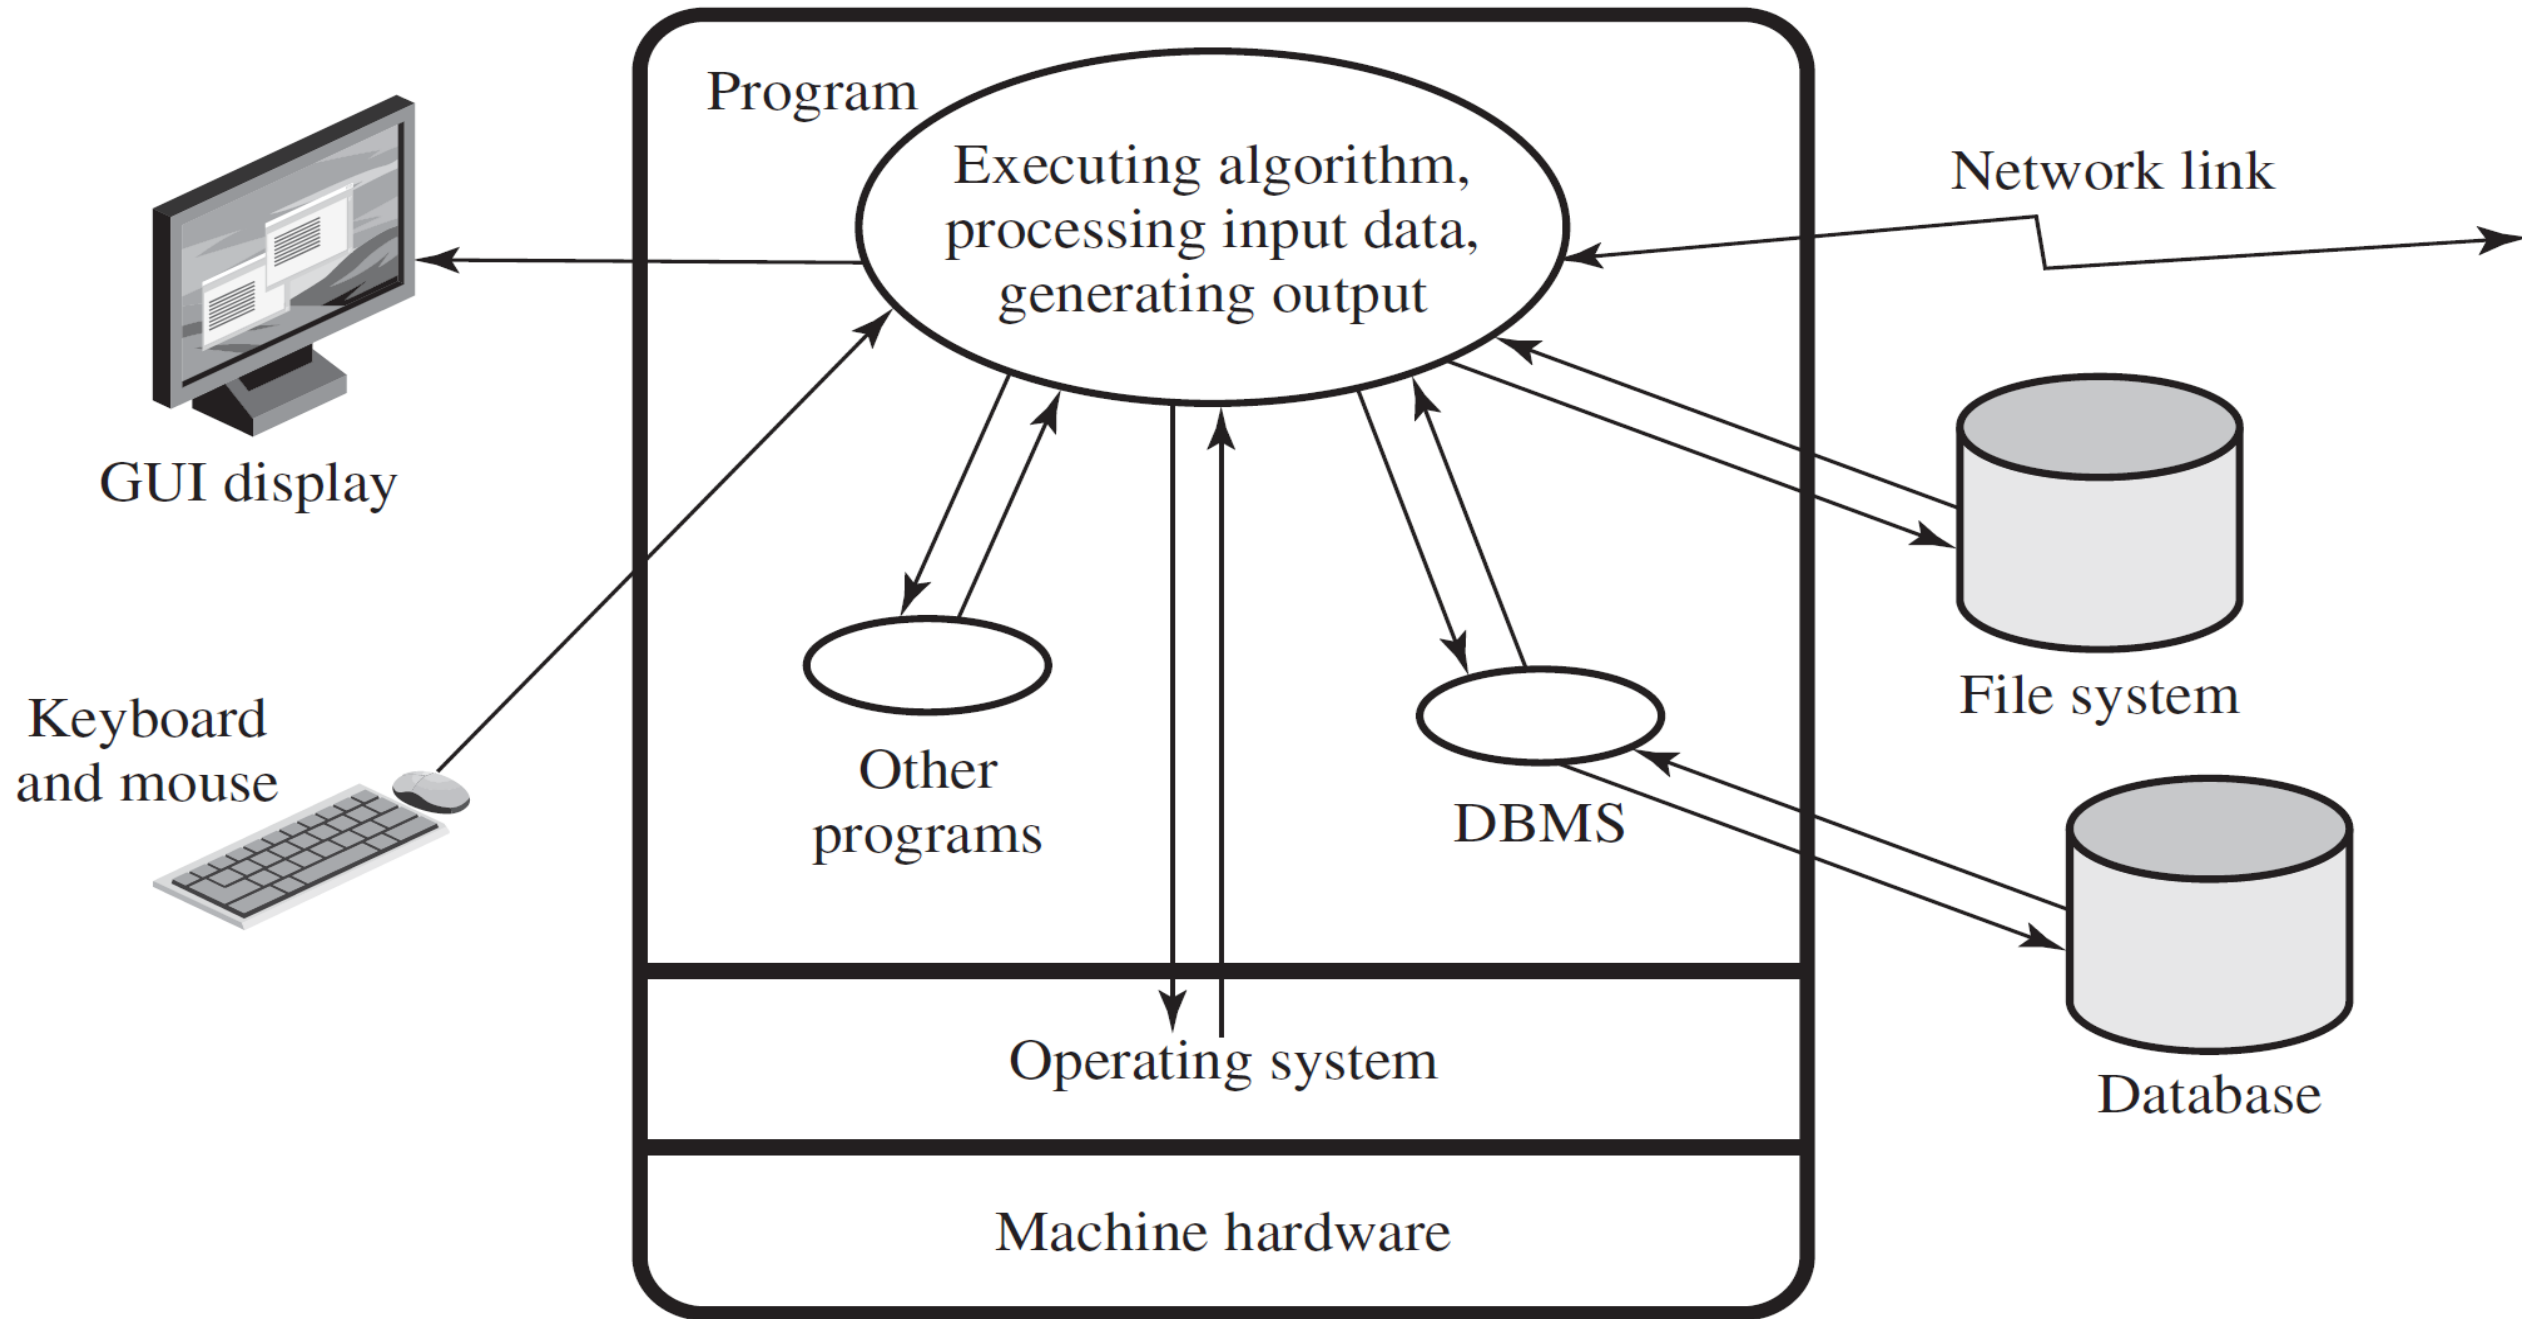 Program
Executing algorithm,
processing input data,
generating output
Network link
GUI display
File system
Keyboard
and mouse
Other
programs
DBMS
Operating system
Database
Machine hardware